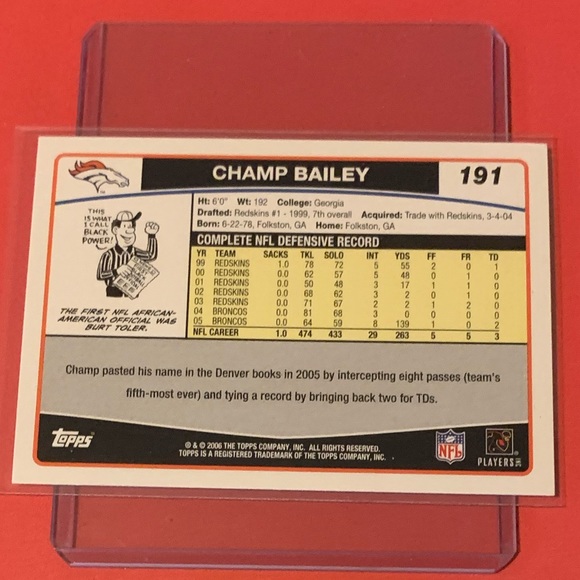 CHAMP BAILEY 191
Ht: 6'0" Wt: 192 College: Georgia
Drafted: Redskins #1 - 1999, 7th overall Acquired: Trade with Redskins, 3-4-04
Born: 6-22-78, Folkston, GA Home: Folkston, GA
THIS
IS WHAT
I CALL
BLACK
POWER!
THE FIRST NFL AFRICAN-
AMERICAN OFFICIAL WAS
BURT TOLER.
COMPLETE NFL DEFENSIVE RECORD
YR TEAM SACKS TKL SOLO INT YDS FF FR TD
99 REDSKINS 1.0 78 72 5 55 2 0 1
00 REDSKINS 0.0 62 57 5 48 0 1 0
01 REDSKINS 0.0 50 48 3 17 1 1 0
02 REDSKINS 0.0 68 62 3 2 0 1 0
03 REDSKINS 0.0 71 67 2 2 1 2 0
04 BRONCOS 0.0 81 68 3 0 0 0 0
05 BRONCOS 0.0 64 59 8 139 1 0 2
NFL CAREER 1.0 474 433 29 263 5 5 3
Champ pasted his name in the Denver books in 2005 by intercepting eight passes (team's
fifth-most ever) and tying a record by bringing back two for TDs.
Topps
® & © 2006 THE TOPPS COMPANY, INC. ALL RIGHTS RESERVED.
TOPPS IS A REGISTERED TRADEMARK OF THE TOPPS COMPANY, INC.
NFL
PLAYERS INC